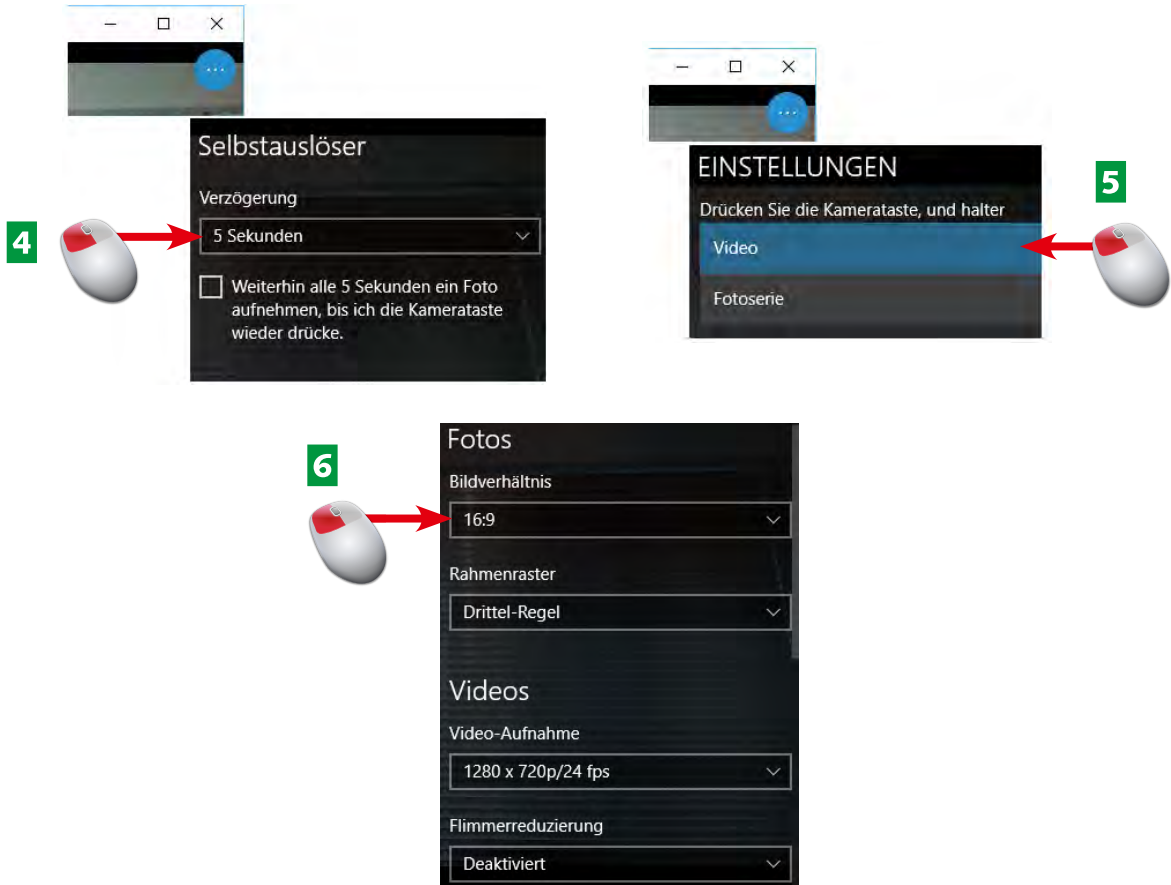 4
Selbstauslöser
Verzögerung
5 Sekunden
Weiterhin alle 5 Sekunden ein Foto
aufnehmen, bis ich die Kamerataste
wieder drücke.
5
EINSTELLUNGEN
Drücken Sie die Kamerataste, und halter
Video
Fotoserie
6
Fotos
Bildverhältnis
16:9
Rahmenraster
Drittel-Regel
Videos
Video-Aufnahme
1280 x 720p/24 fps
Flimmerreduzierung
Deaktiviert